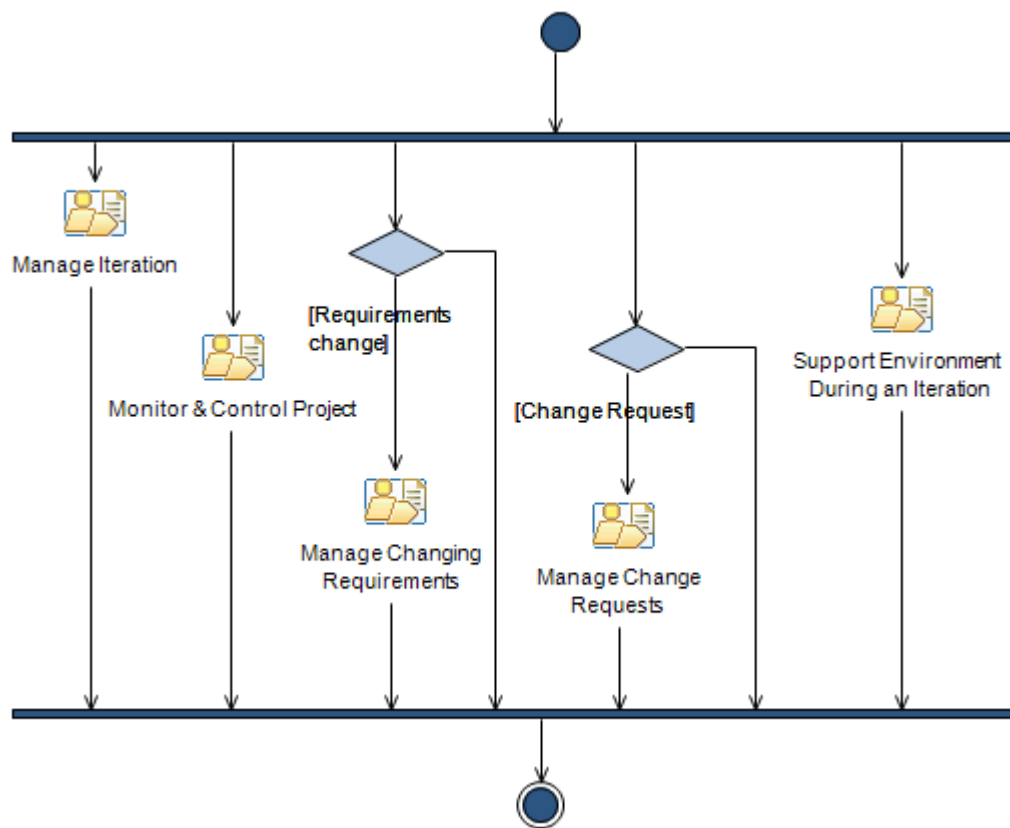 Manage Iteration
[Requirements
change]
Monitor & Control Project
Support Environment
During an Iteration
[Change Request]
Manage Changing
Requirements
Manage Change
Requests